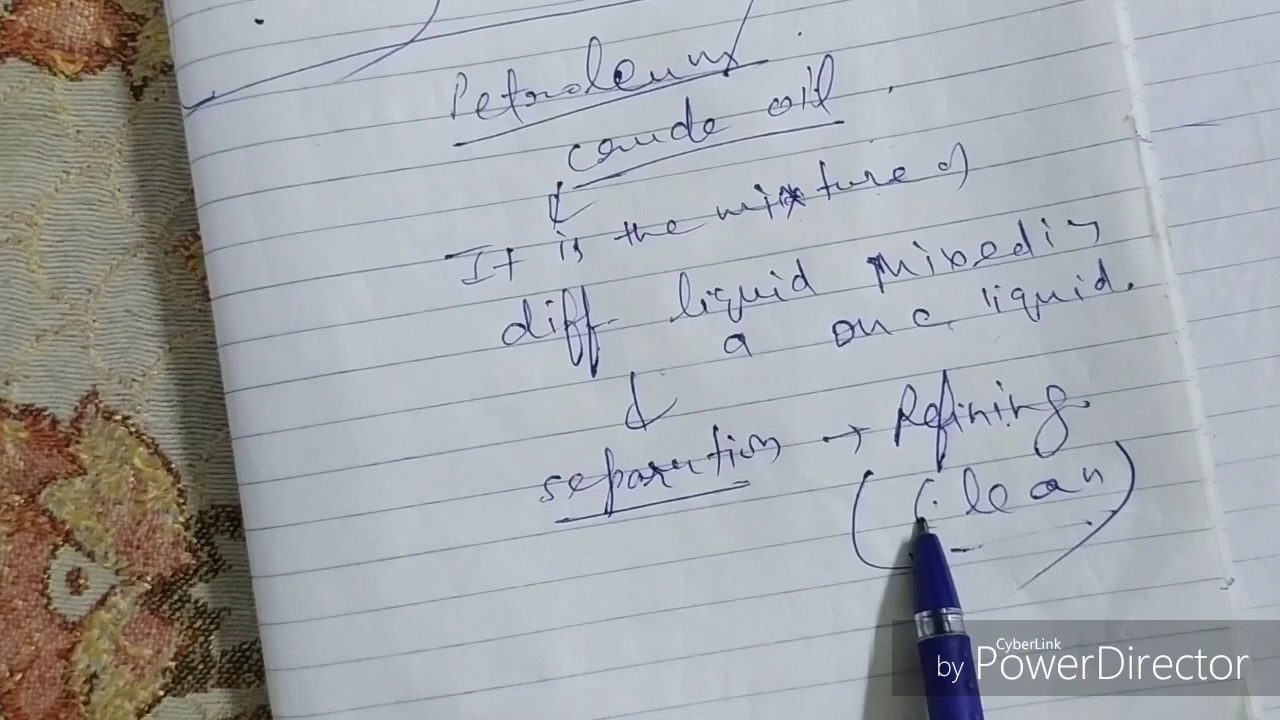 Petroleum
crude oil
It is the mixture of
diff. liquid mixed in
a one liquid.
separation → Refining
(clean)
CyberLink
by PowerDirector